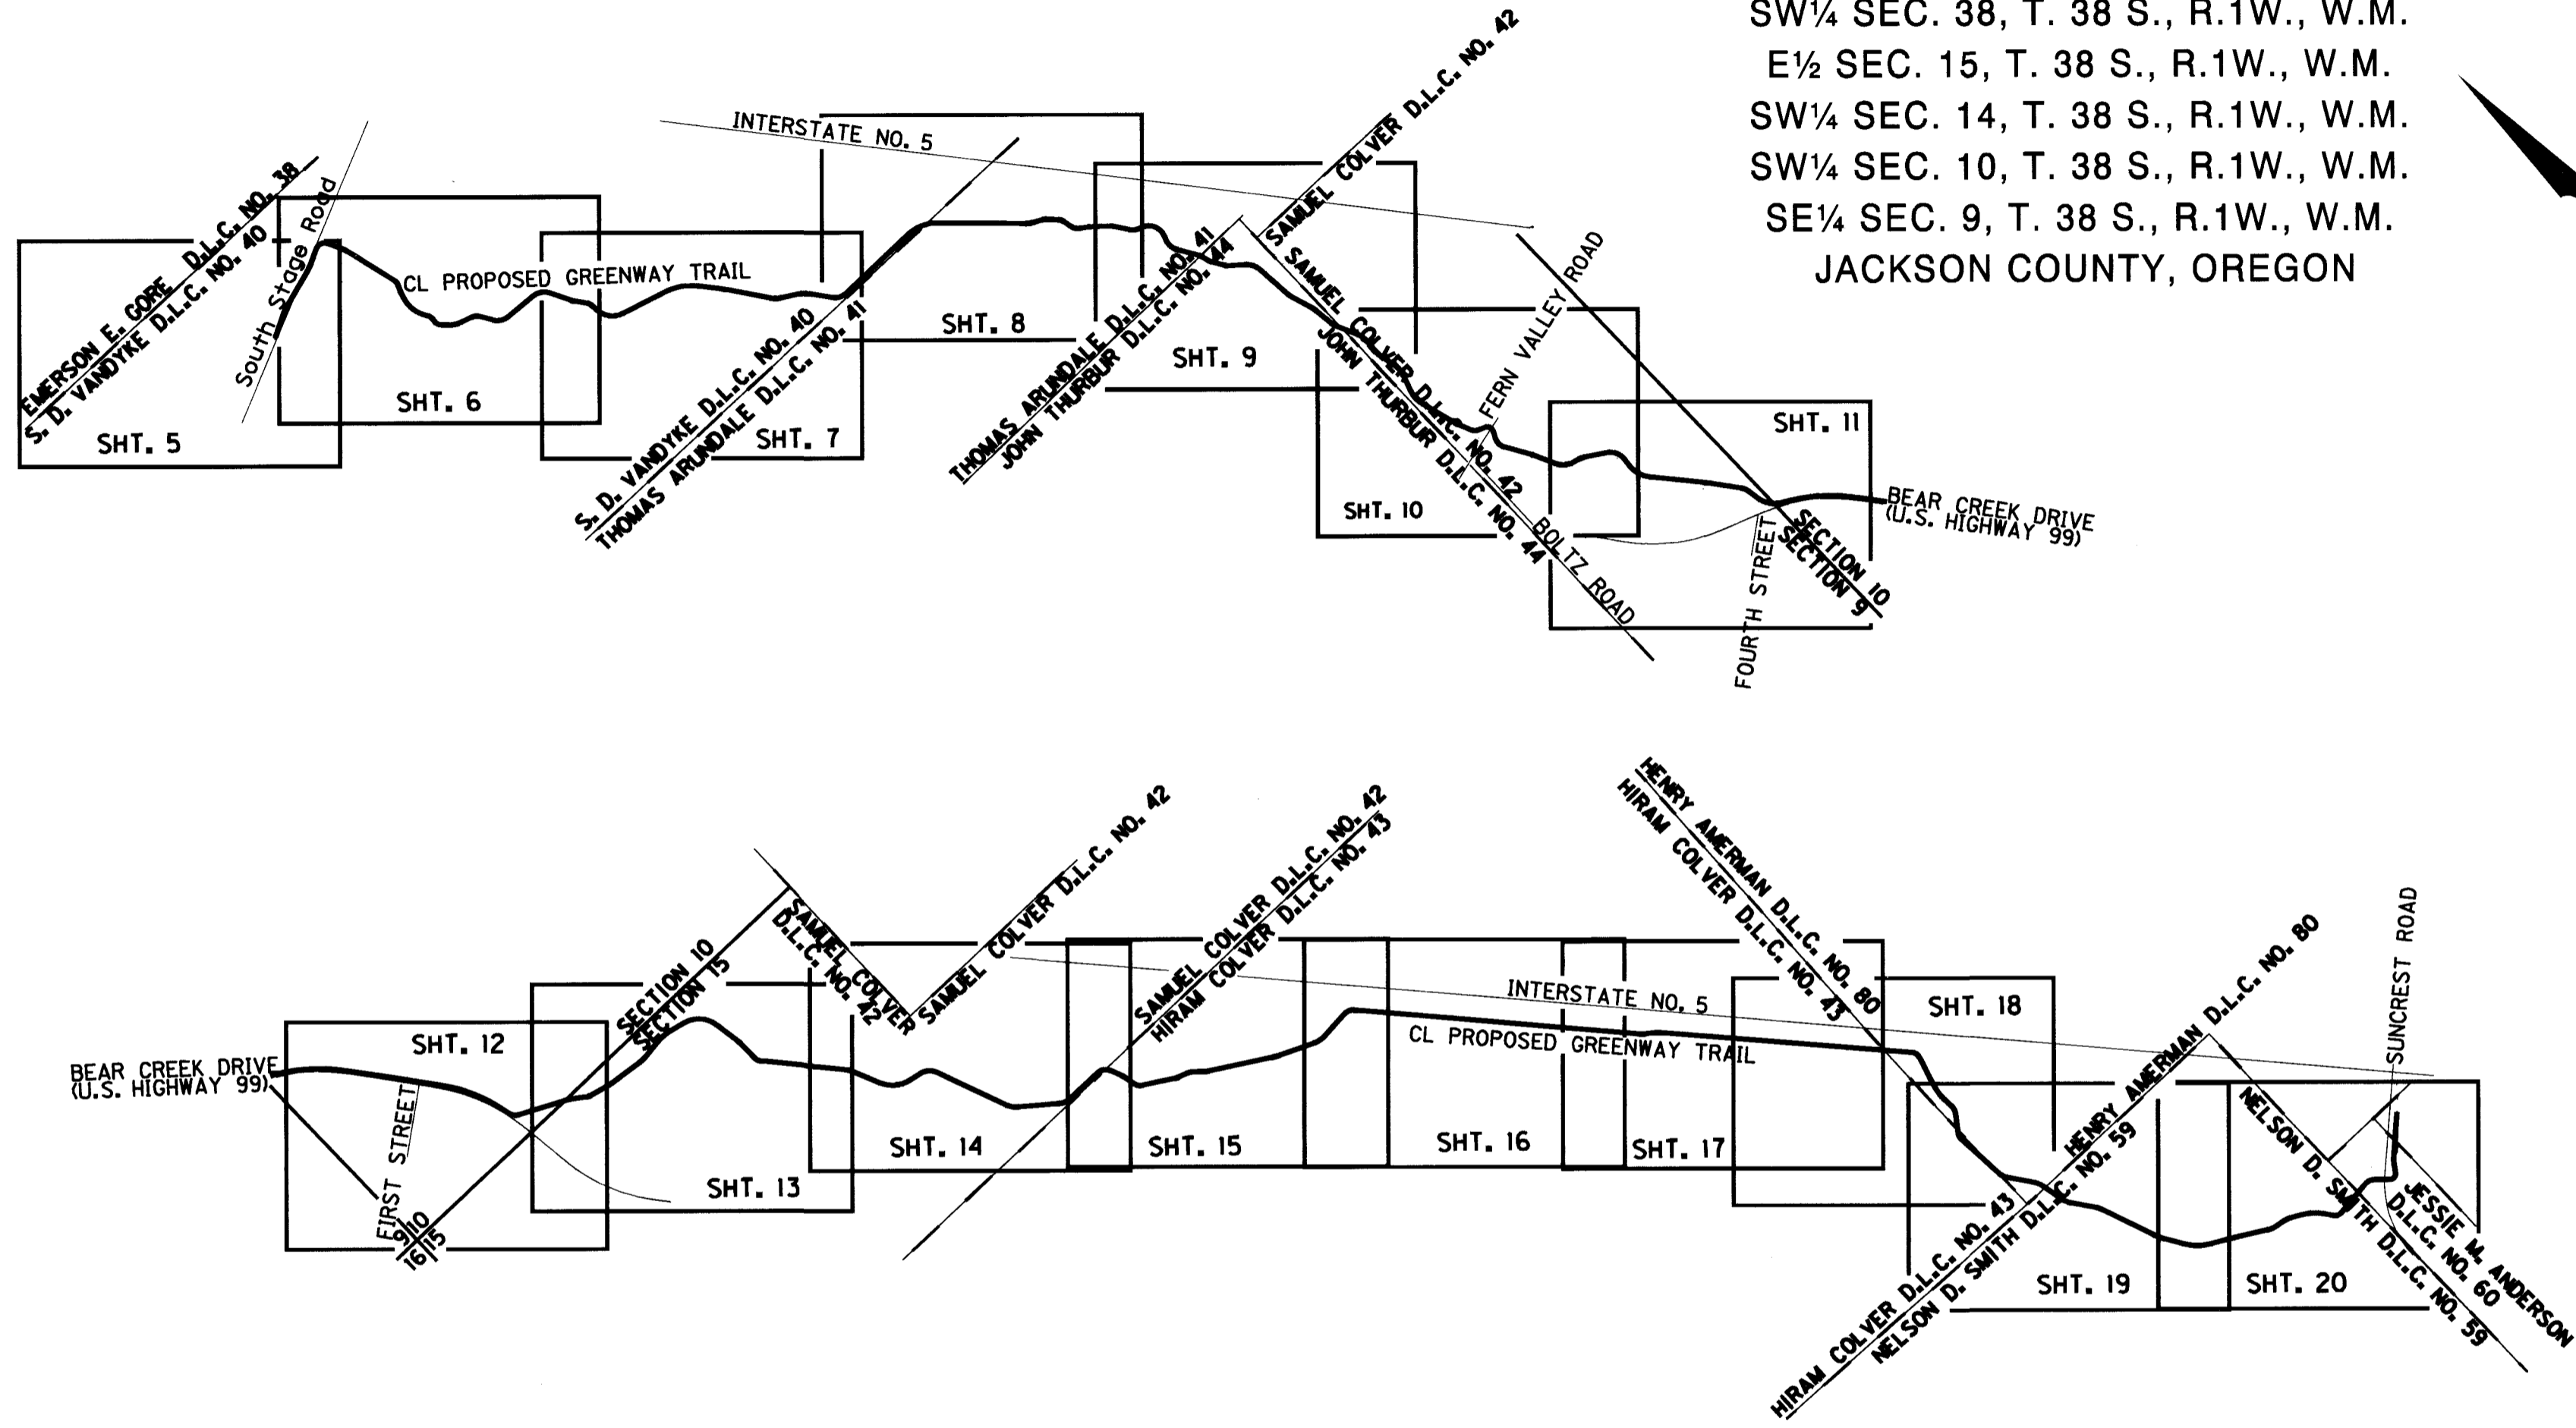 SW¼ SEC. 38, T. 38 S., R.1W., W.M.
E½ SEC. 15, T. 38 S., R.1W., W.M.
SW¼ SEC. 14, T. 38 S., R.1W., W.M.
SW¼ SEC. 10, T. 38 S., R.1W., W.M.
SE¼ SEC. 9, T. 38 S., R.1W., W.M.
JACKSON COUNTY, OREGON
EMERSON E. GORE D.L.C. NO. 38
S. D. VANDYKE D.L.C. NO. 40
South Stage Road
SHT. 5
SHT. 6
CL PROPOSED GREENWAY TRAIL
SHT. 7
INTERSTATE NO. 5
S. D. VANDYKE D.L.C. NO. 40
THOMAS ARUNDALE D.L.C. NO. 41
SHT. 8
THOMAS ARUNDALE D.L.C. NO. 41
JOHN THURBUR D.L.C. NO. 44
SHT. 9
SAMUEL COLVER D.L.C. NO. 42
SAMUEL COLVER D.L.C. NO. 42
JOHN THURBUR D.L.C. NO. 44
SHT. 10
FERN VALLEY ROAD
BOLTZ ROAD
SHT. 11
FOURTH STREET
SECTION 10
SECTION 9
BEAR CREEK DRIVE
(U.S. HIGHWAY 99)
BEAR CREEK DRIVE
(U.S. HIGHWAY 99)
SHT. 12
FIRST STREET
9 10
16 15
SECTION 10
SECTION 15
SHT. 13
SAMUEL COLVER
D.L.C. NO. 42
SAMUEL COLVER D.L.C. NO. 42
SHT. 14
SAMUEL COLVER D.L.C. NO. 42
HIRAM COLVER D.L.C. NO. 43
SHT. 15
SHT. 16
INTERSTATE NO. 5
CL PROPOSED GREENWAY TRAIL
SHT. 17
HENRY AMERMAN D.L.C. NO. 80
HIRAM COLVER D.L.C. NO. 43
SHT. 18
HENRY AMERMAN D.L.C. NO. 80
HIRAM COLVER D.L.C. NO. 43
NELSON D. SMITH D.L.C. NO. 59
SHT. 19
SHT. 20
SUNCREST ROAD
NELSON D. SMITH D.L.C. NO. 59
JESSIE M. ANDERSON
D.L.C. NO. 60